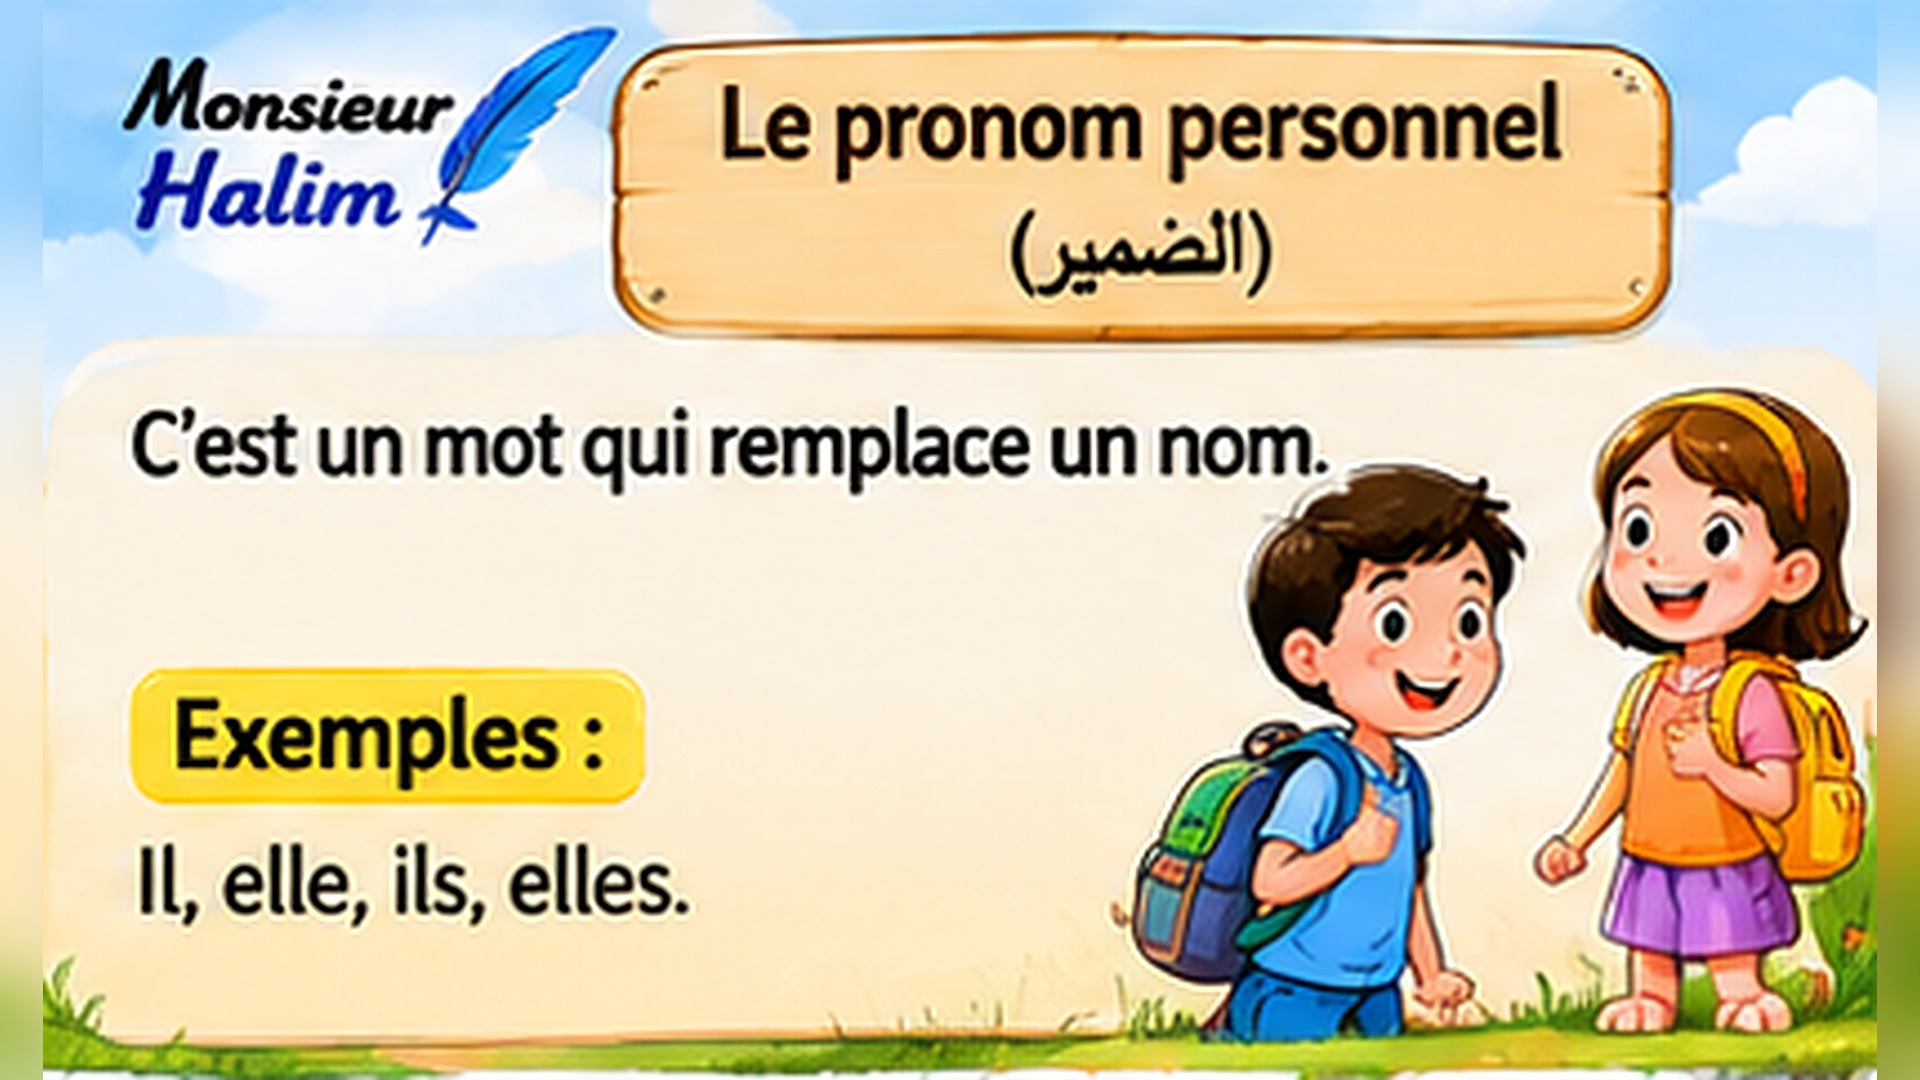 Monsieur
Halim
Le pronom personnel
(الضمير)
C'est un mot qui remplace un nom.
Exemples :
Il, elle, ils, elles.